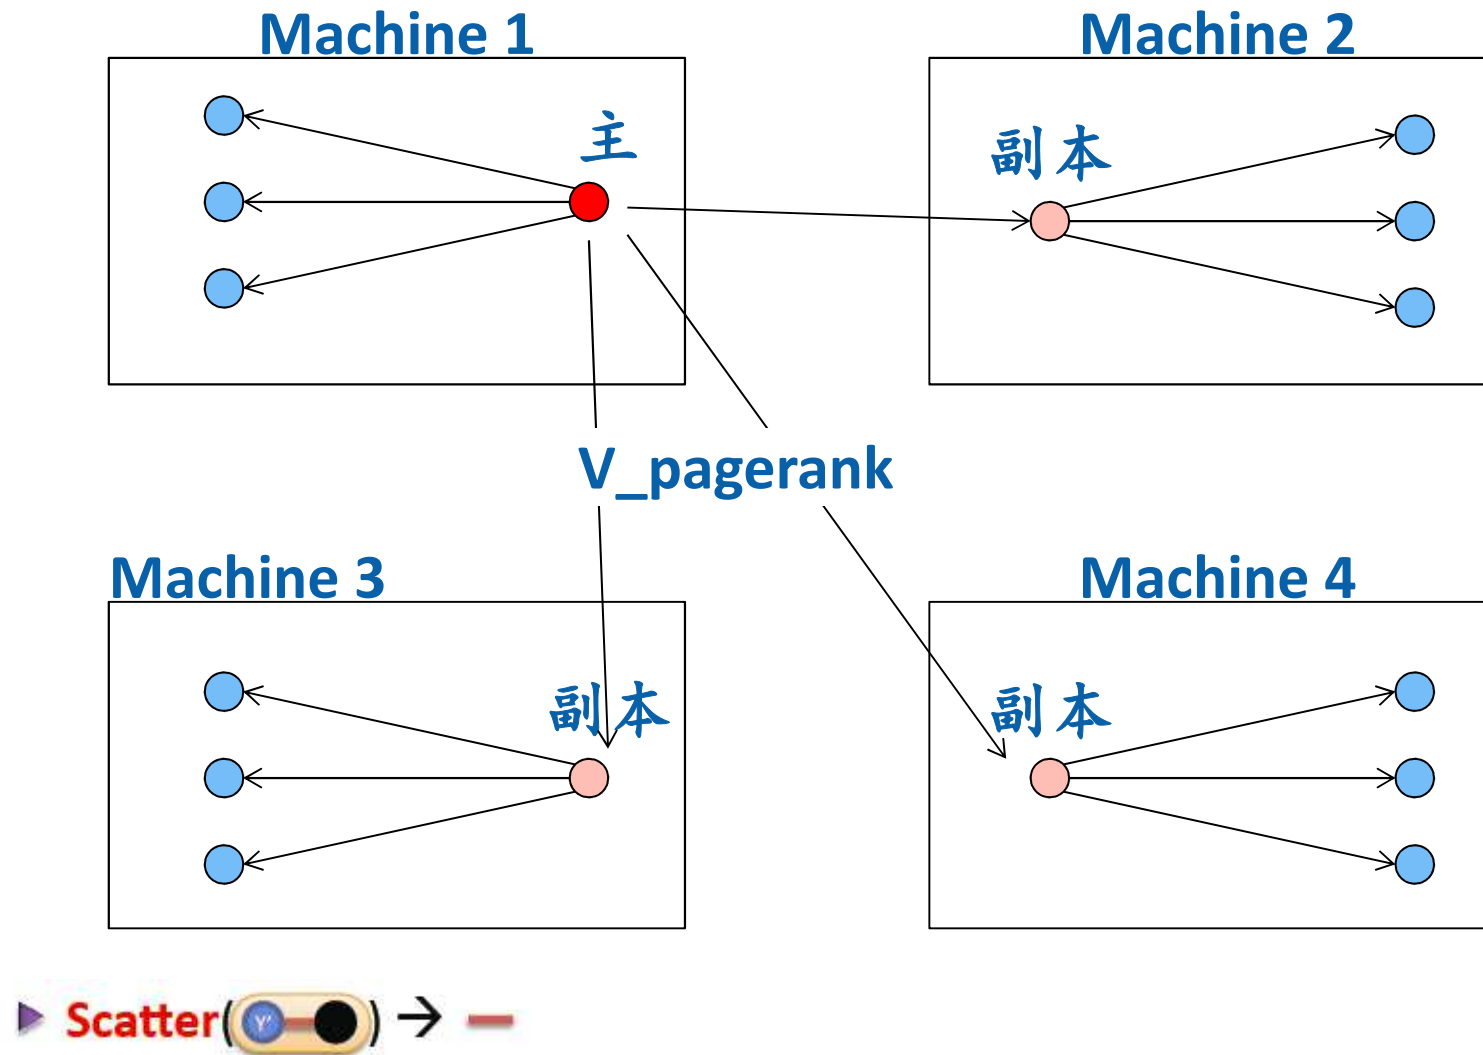 Machine 1
Machine 2
主
副本
V_pagerank
Machine 3
Machine 4
副本
副本
Scatter(Y') → –